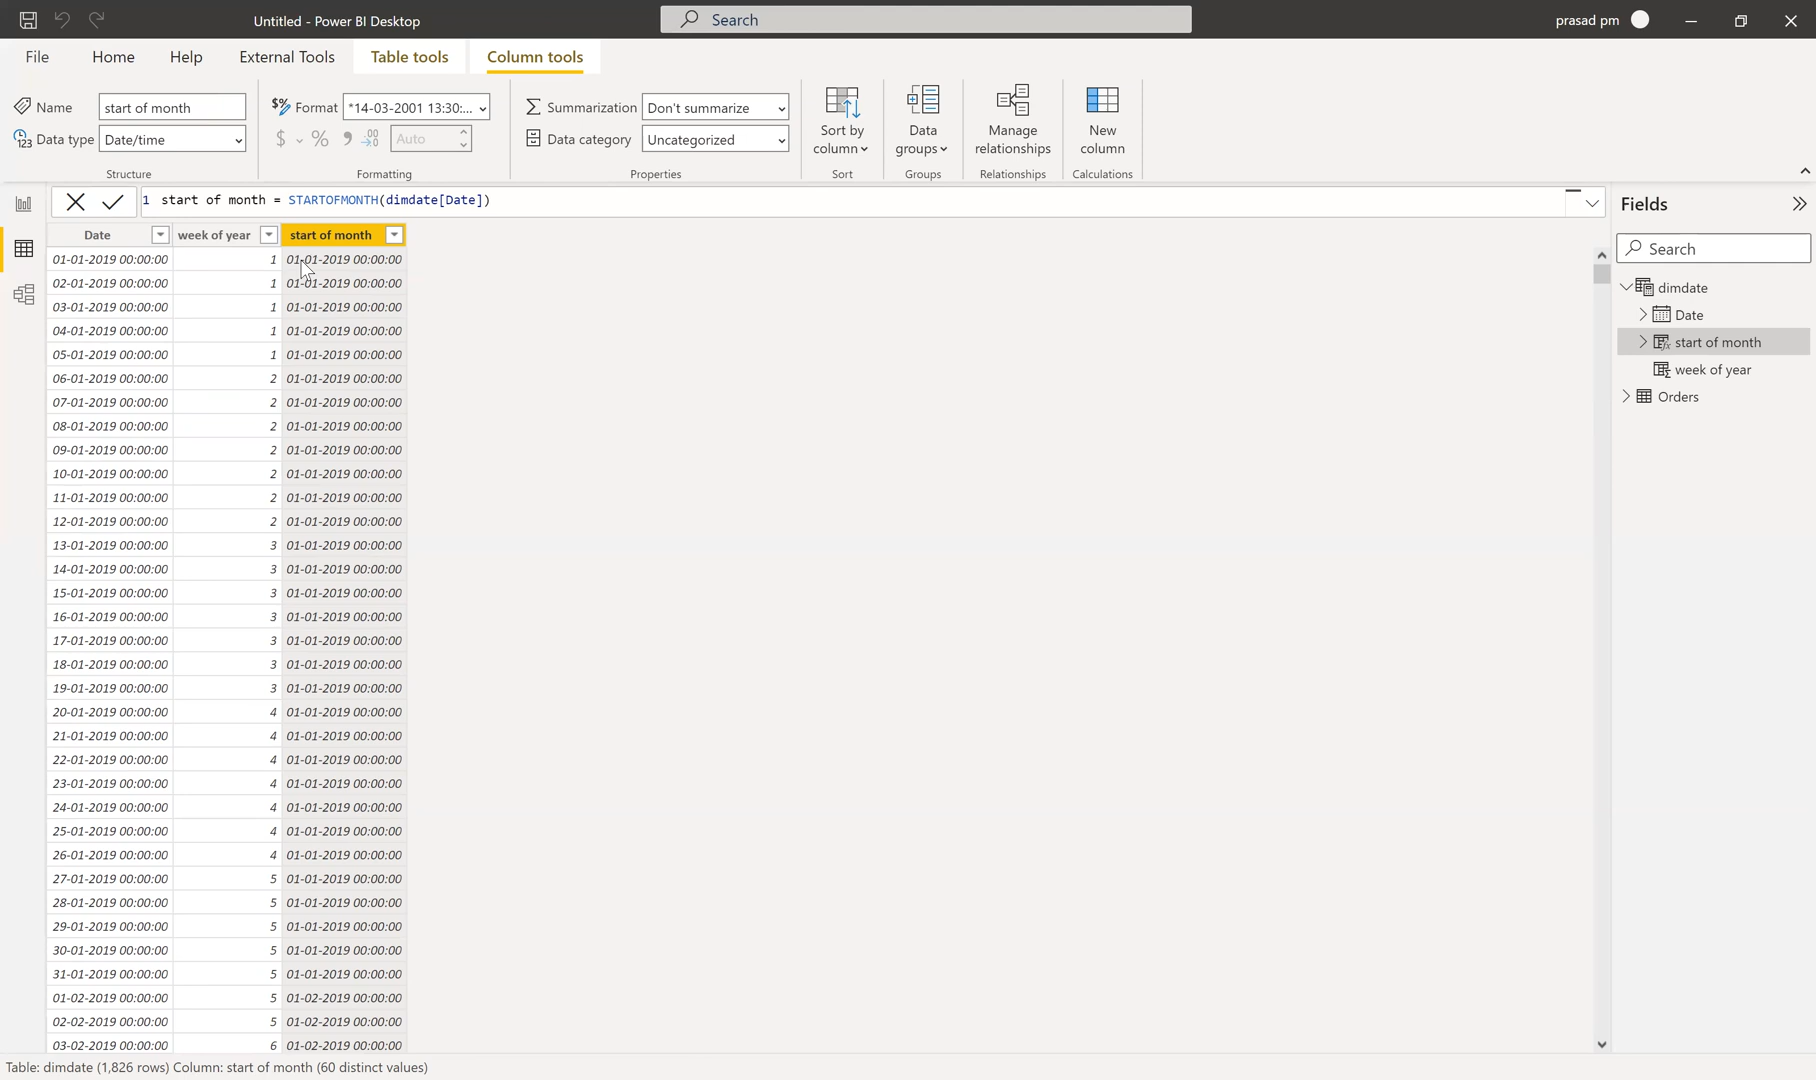 Untitled - Power BI Desktop
Search
prasad pm
File Home Help External Tools Table tools Column tools
Name start of month
Data type Date/time
Structure
Format *14-03-2001 13:30:...
$ % 9 .00 Auto
Formatting
Summarization Don't summarize
Data category Uncategorized
Properties
Sort by column
Sort
Data groups
Groups
Manage relationships
Relationships
New column
Calculations
1 start of month = STARTOFMONTH(dimdate[Date])
Date week of year start of month
01-01-2019 00:00:00 1 01-01-2019 00:00:00
02-01-2019 00:00:00 1 01-01-2019 00:00:00
03-01-2019 00:00:00 1 01-01-2019 00:00:00
04-01-2019 00:00:00 1 01-01-2019 00:00:00
05-01-2019 00:00:00 1 01-01-2019 00:00:00
06-01-2019 00:00:00 2 01-01-2019 00:00:00
07-01-2019 00:00:00 2 01-01-2019 00:00:00
08-01-2019 00:00:00 2 01-01-2019 00:00:00
09-01-2019 00:00:00 2 01-01-2019 00:00:00
10-01-2019 00:00:00 2 01-01-2019 00:00:00
11-01-2019 00:00:00 2 01-01-2019 00:00:00
12-01-2019 00:00:00 2 01-01-2019 00:00:00
13-01-2019 00:00:00 3 01-01-2019 00:00:00
14-01-2019 00:00:00 3 01-01-2019 00:00:00
15-01-2019 00:00:00 3 01-01-2019 00:00:00
16-01-2019 00:00:00 3 01-01-2019 00:00:00
17-01-2019 00:00:00 3 01-01-2019 00:00:00
18-01-2019 00:00:00 3 01-01-2019 00:00:00
19-01-2019 00:00:00 3 01-01-2019 00:00:00
20-01-2019 00:00:00 4 01-01-2019 00:00:00
21-01-2019 00:00:00 4 01-01-2019 00:00:00
22-01-2019 00:00:00 4 01-01-2019 00:00:00
23-01-2019 00:00:00 4 01-01-2019 00:00:00
24-01-2019 00:00:00 4 01-01-2019 00:00:00
25-01-2019 00:00:00 4 01-01-2019 00:00:00
26-01-2019 00:00:00 4 01-01-2019 00:00:00
27-01-2019 00:00:00 5 01-01-2019 00:00:00
28-01-2019 00:00:00 5 01-01-2019 00:00:00
29-01-2019 00:00:00 5 01-01-2019 00:00:00
30-01-2019 00:00:00 5 01-01-2019 00:00:00
31-01-2019 00:00:00 5 01-01-2019 00:00:00
01-02-2019 00:00:00 5 01-02-2019 00:00:00
02-02-2019 00:00:00 5 01-02-2019 00:00:00
03-02-2019 00:00:00 6 01-02-2019 00:00:00
Fields
Search
dimdate
Date
start of month
week of year
Orders
Table: dimdate (1,826 rows) Column: start of month (60 distinct values)